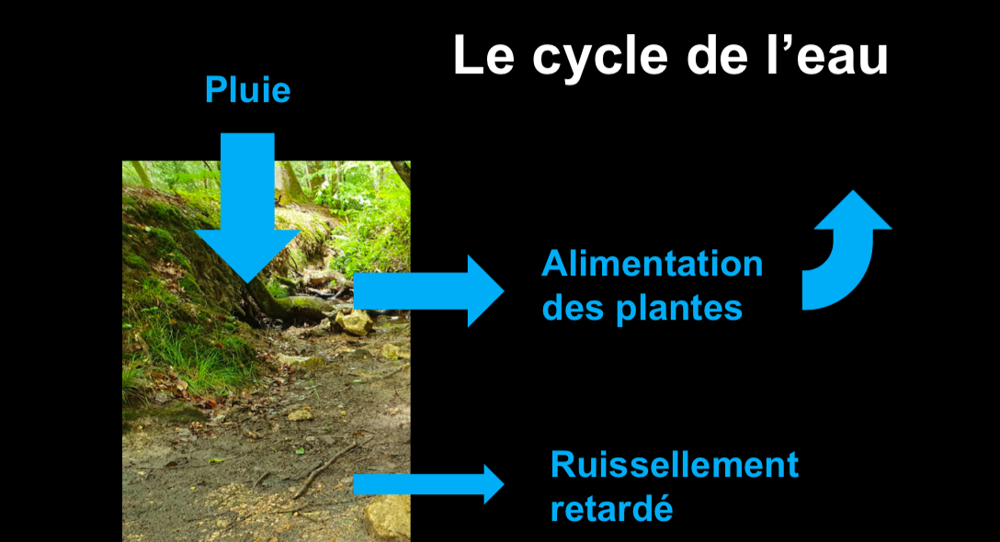 Le cycle de l’eau
Pluie
Alimentation
des plantes
Ruissellement
retardé